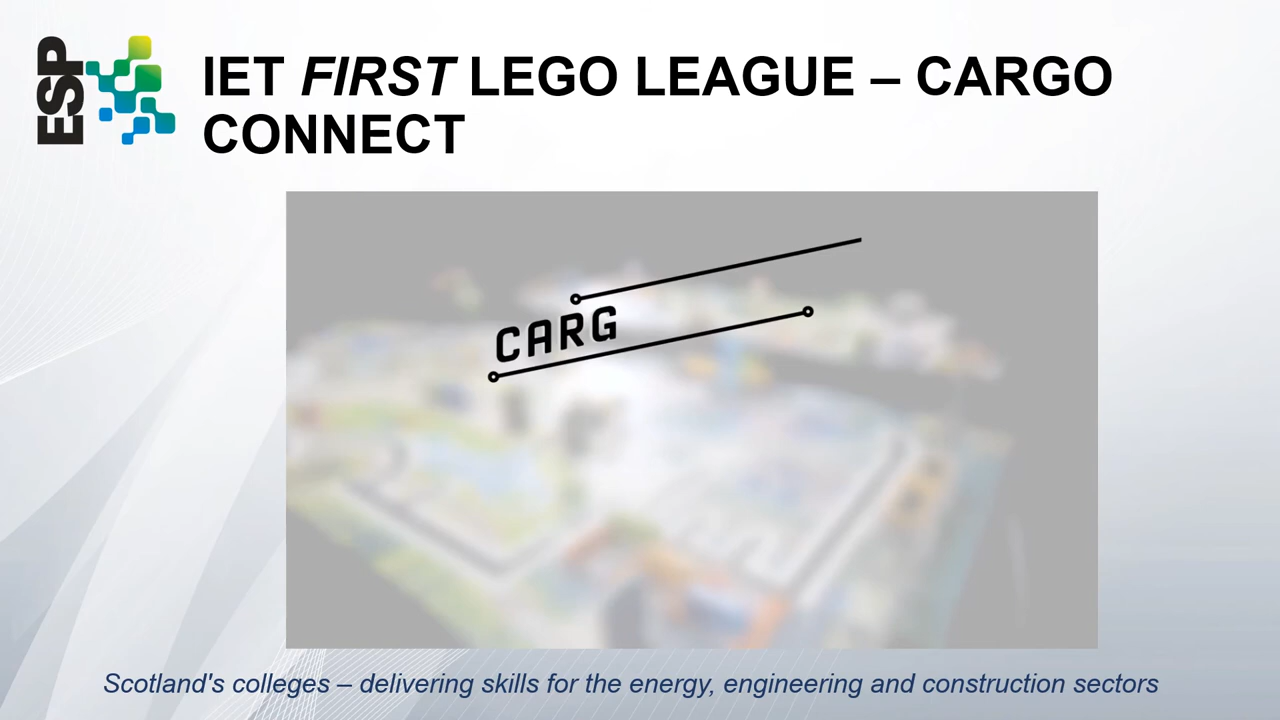 ESP
IET FIRST LEGO LEAGUE – CARGO
CONNECT
CARG
Scotland's colleges – delivering skills for the energy, engineering and construction sectors